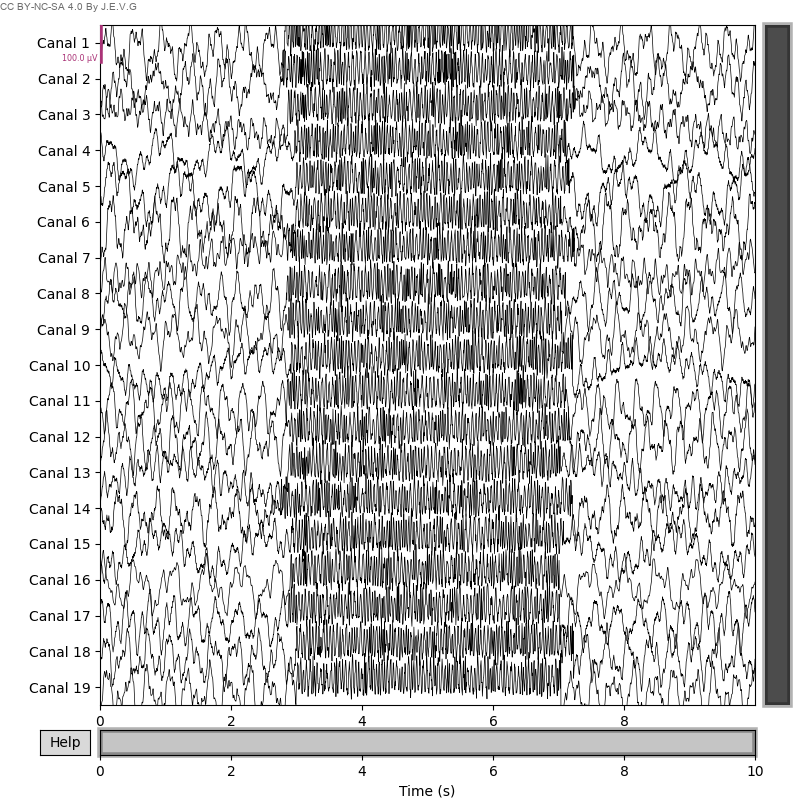 CC BY-NC-SA 4.0 By J.E.V.G
Canal 1
100.0 µV
Canal 2
Canal 3
Canal 4
Canal 5
Canal 6
Canal 7
Canal 8
Canal 9
Canal 10
Canal 11
Canal 12
Canal 13
Canal 14
Canal 15
Canal 16
Canal 17
Canal 18
Canal 19
0 2 4 6 8
Help
0 2 4 6 8 10
Time (s)